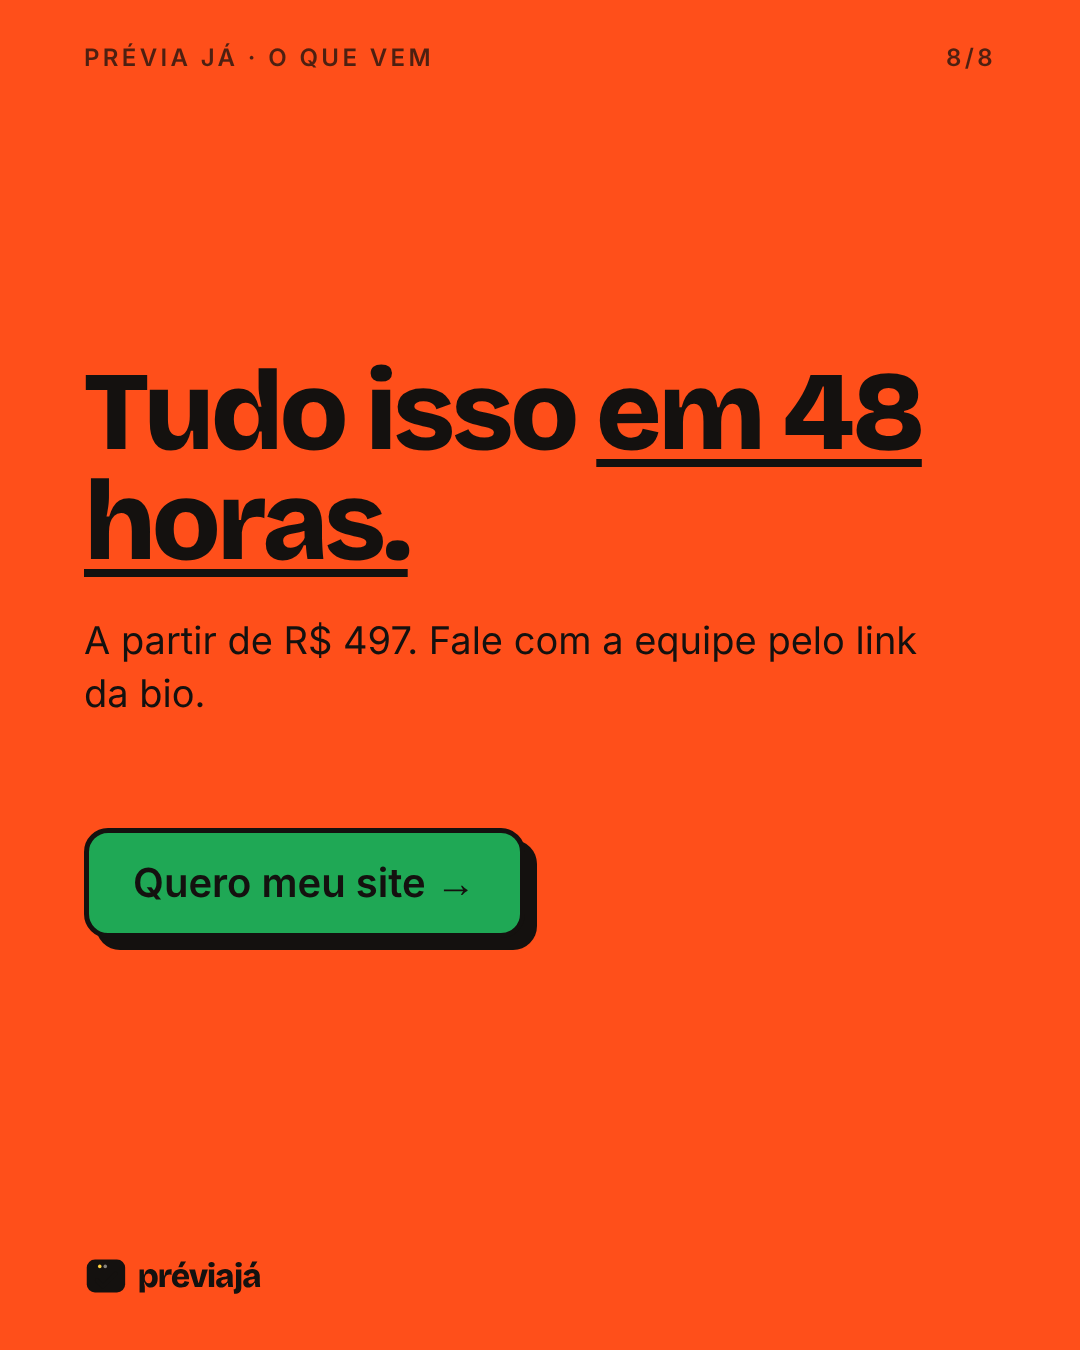 PRÉVIA JÁ · O QUE VEM
8/8
Tudo isso em 48
horas.
A partir de R$ 497. Fale com a equipe pelo link
da bio.
Quero meu site →
préviajá